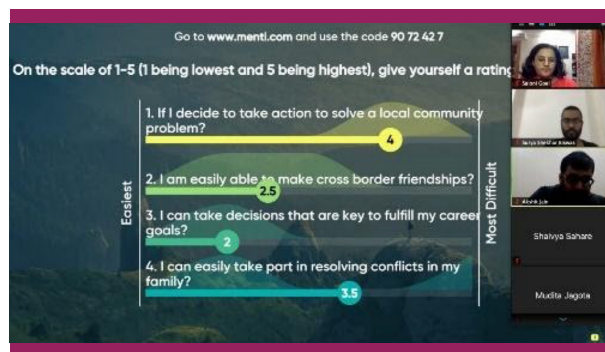 Go to www.menti.com and use the code 90 72 42 7
On the scale of 1-5 (1 being lowest and 5 being highest), give yourself a rating
1. If I decide to take action to solve a local community
problem?
4
2. I am easily able to make cross border friendships?
2.5
3. I can take decisions that are key to fulfill my career
goals?
2
4. I can easily take part in resolving conflicts in my
family?
3.5
Easiest
Most Difficult
Saloni Goel
Akshit Jain
Shaivya Sahare
Mudita Jagota